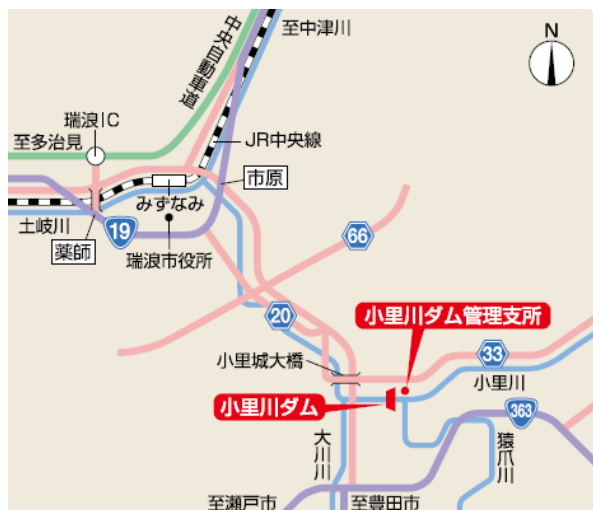 至中津川
N
中央自動車道
瑞浪IC
至多治見
JR中央線
市原
みずなみ
土岐川
19
薬師
瑞浪市役所
66
20
小里川ダム管理支所
小里城大橋
33
小里川
小里川ダム
363
大川川
猿爪川
至瀬戸市
至豊田市